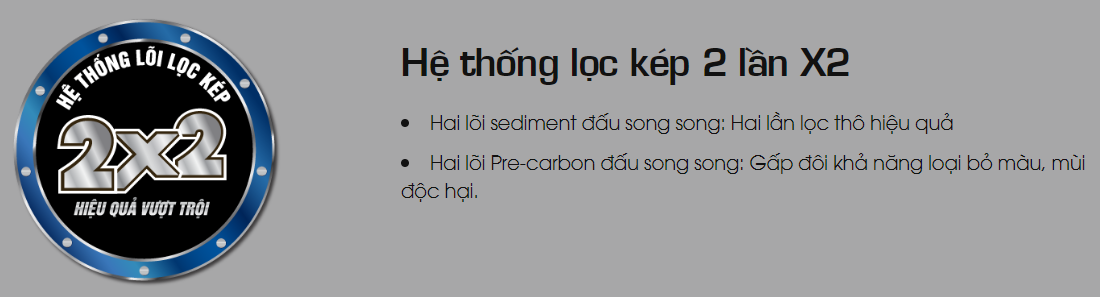 HỆ THỐNG LÕI LỌC KÉP
2x2
HIỆU QUẢ VƯỢT TRỘI
Hệ thống lọc kép 2 lần X2
• Hai lõi sediment đấu song song: Hai lần lọc thô hiệu quả
• Hai lõi Pre-carbon đấu song song: Gấp đôi khả năng loại bỏ màu, mùi
độc hại.